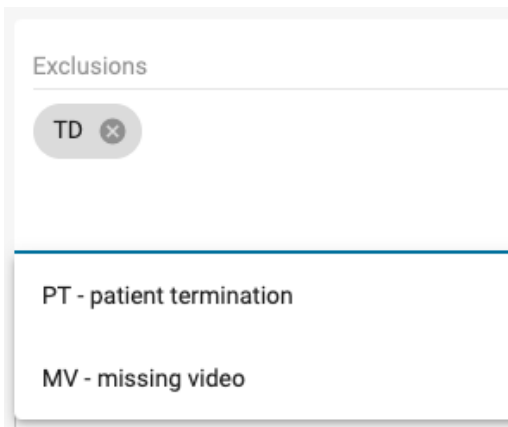 Exclusions
TD
PT - patient termination
MV - missing video